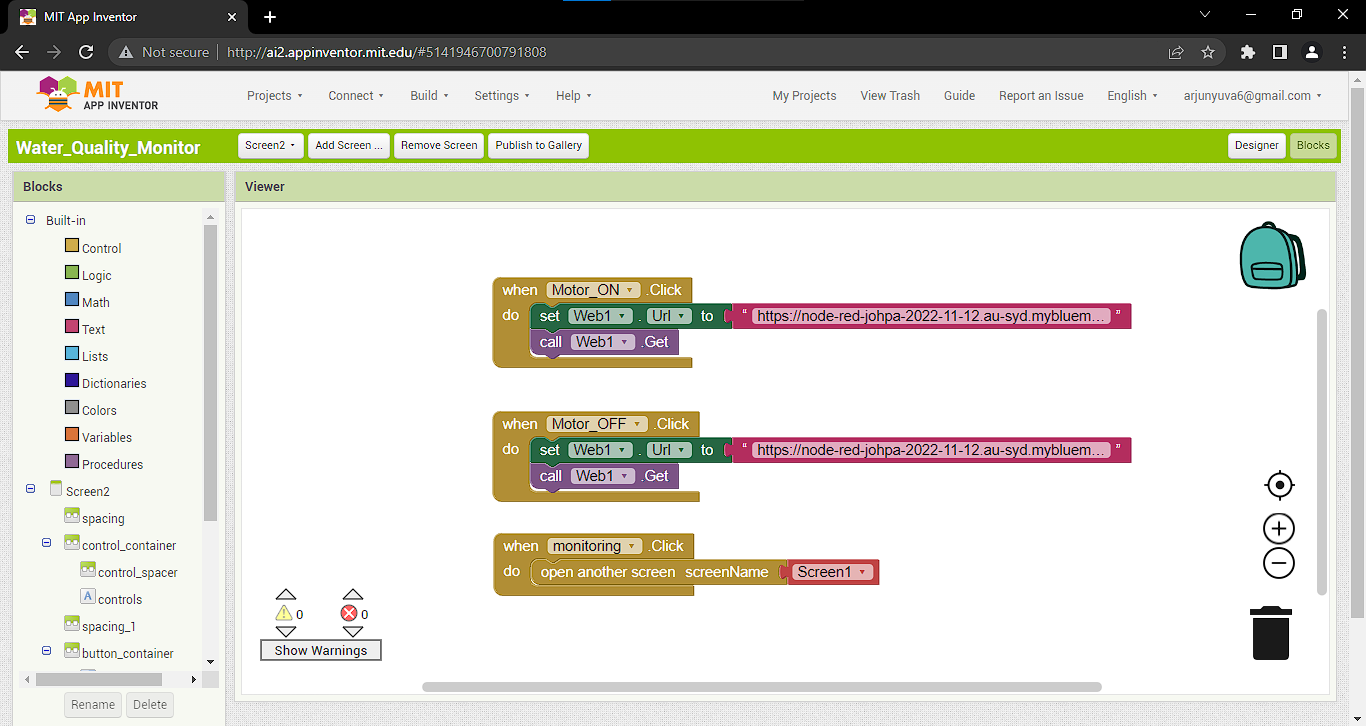 MIT App Inventor
Not secure http://ai2.appinventor.mit.edu/#5141946700791808
MIT
APP INVENTOR
Projects Connect Build Settings Help My Projects View Trash Guide Report an Issue English arjunyuva6@gmail.com
Water_Quality_Monitor Screen2 Add Screen ... Remove Screen Publish to Gallery Designer Blocks
Blocks Viewer
Built-in
Control
Logic
Math
Text
Lists
Dictionaries
Colors
Variables
Procedures
Screen2
spacing
control_container
control_spacer
A controls
spacing_1
button_container
Rename Delete
when Motor_ON .Click
do set Web1 . Url to " https://node-red-johpa-2022-11-12.au-syd.mybluem... "
call Web1 .Get
when Motor_OFF .Click
do set Web1 . Url to " https://node-red-johpa-2022-11-12.au-syd.mybluem... "
call Web1 .Get
when monitoring .Click
do open another screen screenName Screen1
0 0
Show Warnings